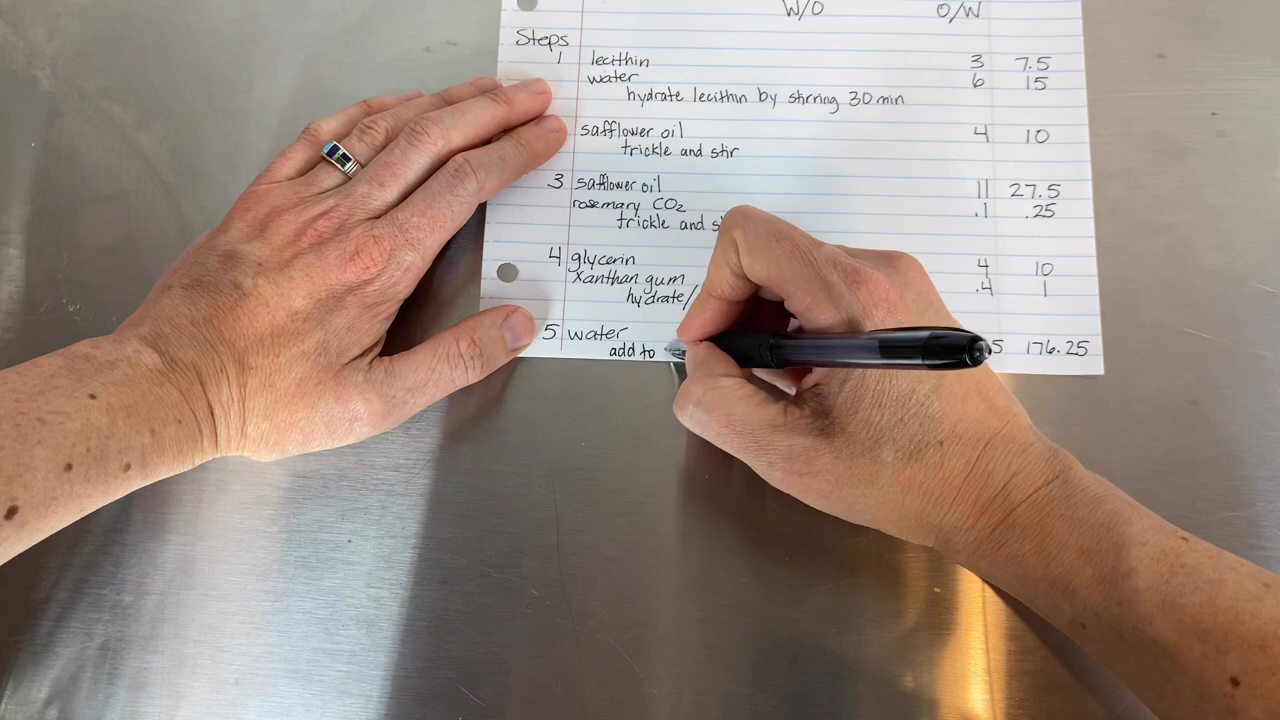 W/O O/W
Steps
1 lecithin 3 7.5
water 6 15
hydrate lecithin by stirring 30 min
safflower oil 4 10
trickle and stir
3 safflower oil 11 27.5
rosemary CO2 .1 .25
trickle and
4 glycerin 4 10
Xanthan gum .4 1
hydrate/
5 water 5 176.25
add to